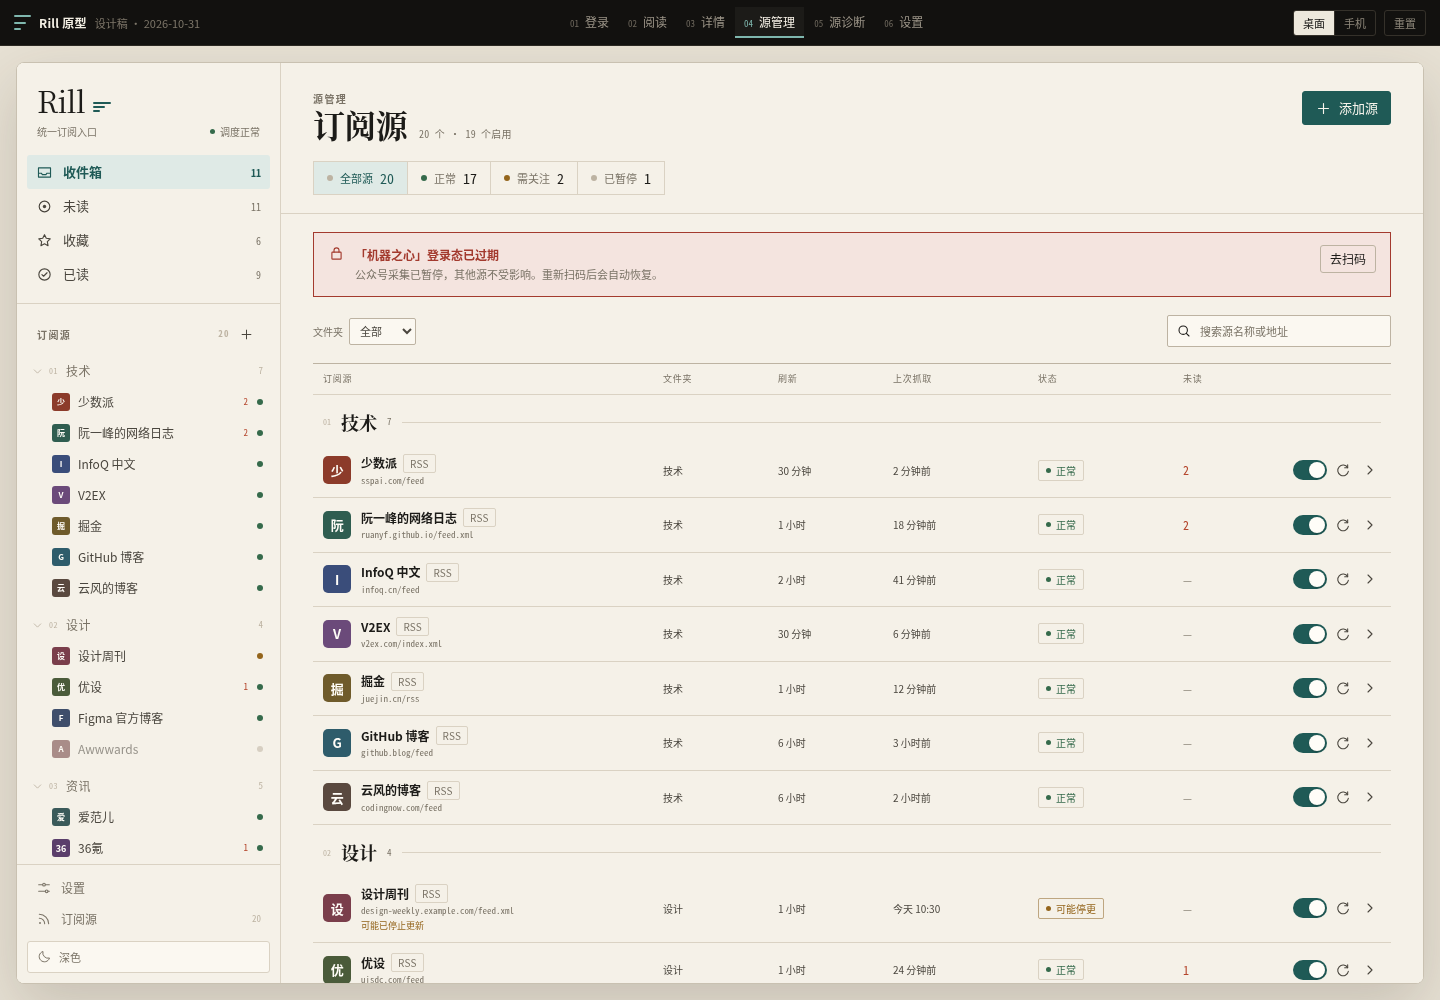 Rill 原型 设计稿 · 2026-10-31
01 登录 02 阅读 03 详情 04 源管理 05 源诊断 06 设置
桌面 手机 重置
Rill
统一订阅入口 调度正常
收件箱 11
未读 11
收藏 6
已读 9
订阅源 20
01 技术 7
少 少数派 2
阮 阮一峰的网络日志 2
I InfoQ 中文
V V2EX
掘 掘金
G GitHub 博客
云 云风的博客
02 设计 4
设 设计周刊
优 优设 1
F Figma 官方博客
A Awwwards
03 资讯 5
爱 爱范儿
36 36氪 1
设置
订阅源 20
深色
源管理
订阅源 20 个 · 19 个启用
添加源
全部源 20 正常 17 需关注 2 已暂停 1
「机器之心」登录态已过期
公众号采集已暂停，其他源不受影响。重新扫码后会自动恢复。
去扫码
文件夹 全部
搜索源名称或地址
订阅源 文件夹 刷新 上次抓取 状态 未读
01 技术 7
少 少数派 RSS
sspai.com/feed
技术 30 分钟 2 分钟前 正常 2
阮 阮一峰的网络日志 RSS
ruanyf.github.io/feed.xml
技术 1 小时 18 分钟前 正常 2
I InfoQ 中文 RSS
infoq.cn/feed
技术 2 小时 41 分钟前 正常 —
V V2EX RSS
v2ex.com/index.xml
技术 30 分钟 6 分钟前 正常 —
掘 掘金 RSS
juejin.cn/rss
技术 1 小时 12 分钟前 正常 —
G GitHub 博客 RSS
github.blog/feed
技术 6 小时 3 小时前 正常 —
云 云风的博客 RSS
codingnow.com/feed
技术 6 小时 2 小时前 正常 —
02 设计 4
设 设计周刊 RSS
design-weekly.example.com/feed.xml
可能已停止更新
设计 1 小时 今天 10:30 可能停更 —
优 优设 RSS
uisdc.com/feed
设计 1 小时 24 分钟前 正常 1